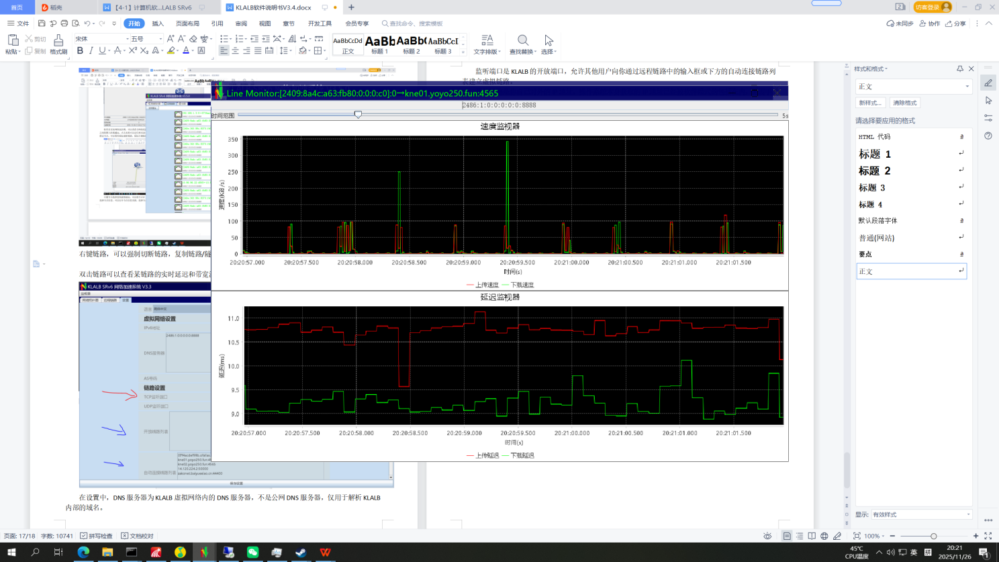 首页
稻壳
【4-1】计算机软...LALB SRv6
KLALB软件说明书V3.4.docx
访客登录
文件
开始
插入
页面布局
引用
审阅
视图
章节
开发工具
会员专享
查找命令、搜索模板
未同步
协作
分享
粘贴
剪切
复制
格式刷
宋体
五号
AaBbCcDd
正文
标题 1
标题 2
标题 3
文字排版
查找替换
选择
监听端口是 KLALB 的开放端口，允许其他用户向你通过远程链路中的输入框或下方的自动连接链路列
Line Monitor:[2409:8a4c:a63:fb80:0:0:0:c0]:0→kne01.yoyo250.fun:4565
2486:1:0:0:0:0:0:8888
时间范围
5s
速度监视器
350
300
250
200
150
100
50
0
速度(KiB/s)
20:20:57.000
20:20:57.500
20:20:58.000
20:20:58.500
20:20:59.000
20:20:59.500
20:21:00.000
20:21:00.500
20:21:01.000
20:21:01.500
时间(s)
上传速度
下载速度
延迟监视器
11.0
10.5
10.0
9.5
9.0
延迟(ms)
20:20:57.000
20:20:57.500
20:20:58.000
20:20:58.500
20:20:59.000
20:20:59.500
20:21:00.000
20:21:00.500
20:21:01.000
20:21:01.500
时间(s)
上传延迟
下载延迟
右键链路，可以强制切断链路，复制链路/隧
双击链路可以查看某链路的实时延迟和带宽
KLALB SRv6 网络加速系统 V3.3
监视器
设置
语言
虚拟网络设置
IPv6地址
2486:1:0:0:0:0:0:8888
DNS服务器
AS号码
链路设置
TCP监听端口
UDP监听端口
自动连接线路列表
kne01.yoyo250.fun:4565
kne02.yoyo250.fun:4565
14.120.224.2:50000
保存设置
在设置中，DNS 服务器为 KLALB 虚拟网络内的 DNS 服务器，不是公网 DNS 服务器，仅用于解析 KLALB
内部的域名。
样式和格式
正文
新样式...
清除格式
请选择要应用的格式
HTML 代码
标题 1
标题 2
标题 3
标题 4
默认段落字体
普通(网站)
要点
正文
显示:
有效样式
页面: 17/18
字数: 10741
拼写检查
文档校对
100%
45℃
CPU温度
英
拼
20:21
2025/11/26